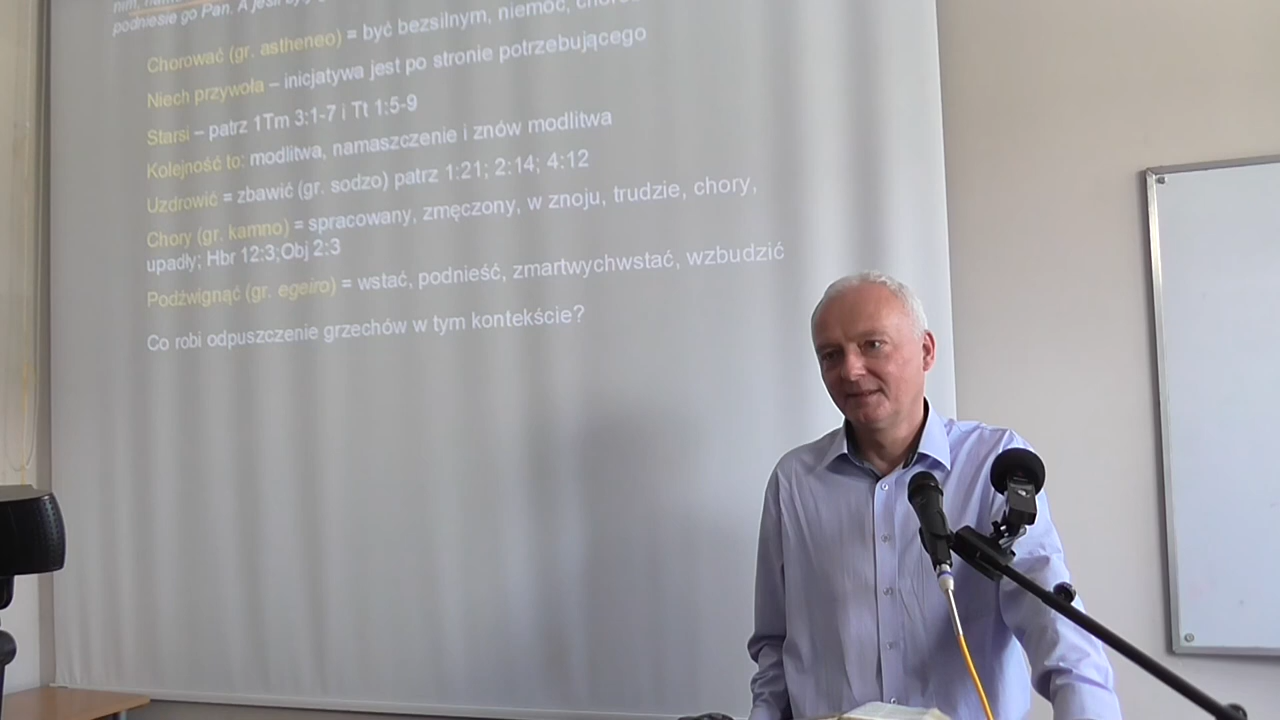 podniesie go Pan. A jeśli
Chorować (gr. astheneo) = być bezsilnym, niemoc,
Niech przywoła – inicjatywa jest po stronie potrzebującego
Starsi – patrz 1Tm 3:1-7 i Tt 1:5-9
Kolejność to: modlitwa, namaszczenie i znów modlitwa
Uzdrowić = zbawić (gr. sodzo) patrz 1:21; 2:14; 4:12
Chory (gr. kamno) = spracowany, zmęczony, w znoju, trudzie, chory,
upadły; Hbr 12:3;Obj 2:3
Podźwignąć (gr. egeiro) = wstać, podnieść, zmartwychwstać, wzbudzić
Co robi odpuszczenie grzechów w tym kontekście?